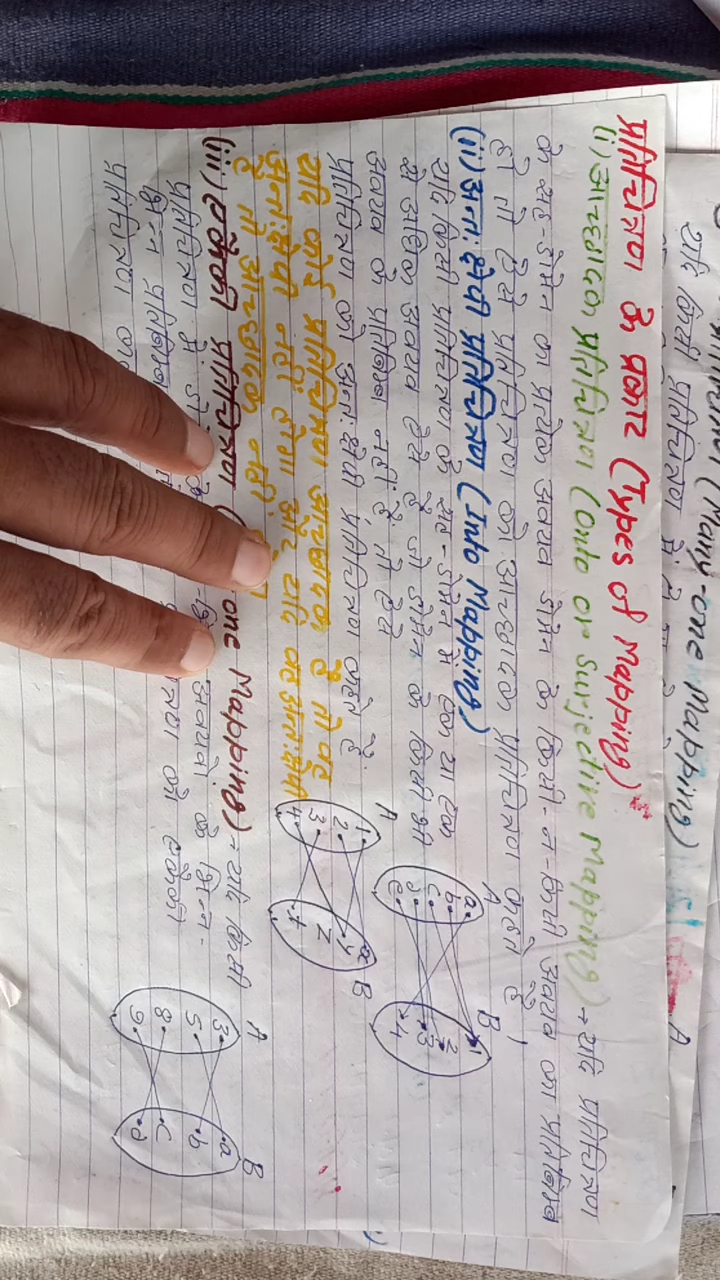 प्रतिचित्रण के प्रकार (Types of Mapping)
(i) आच्छादक प्रतिचित्रण (Onto or Surjective Mapping) → यदि प्रतिचित्रण
के सह-डोमेन का प्रत्येक अवयव डोमेन के किसी-न-किसी अवयव का प्रतिबिम्ब
हो तो ऐसे प्रतिचित्रण को आच्छादक प्रतिचित्रण कहते हैं।
(ii) अन्तःक्षेपी प्रतिचित्रण (Into Mapping)
यदि किसी प्रतिचित्रण के सह-डोमेन में एक या एक
से अधिक अवयव ऐसे हैं जो डोमेन के किसी भी
अवयव के प्रतिबिम्ब नहीं हैं तो ऐसे
प्रतिचित्रण को अन्तःक्षेपी प्रतिचित्रण कहते हैं
यदि कोई प्रतिचित्रण आच्छादक है तो वह
अन्तःक्षेपी नहीं होगा और यदि वह अन्तःक्षेपी
है तो आच्छादक नहीं
(iii) एकैकी प्रतिचित्रण one Mapping) → यदि किसी
प्रतिचित्रण में अवयवों के भिन्न-
भिन्न प्रतिबिम्ब को एकैकी
प्रतिचित्रण
A B
a b c d e
1 2 3 4
A B
1 2 3 4
x y z t
A B
3 5 8 9
a b c d
(Many-one Mapping)
यदि किसी प्रतिचित्रण में
A